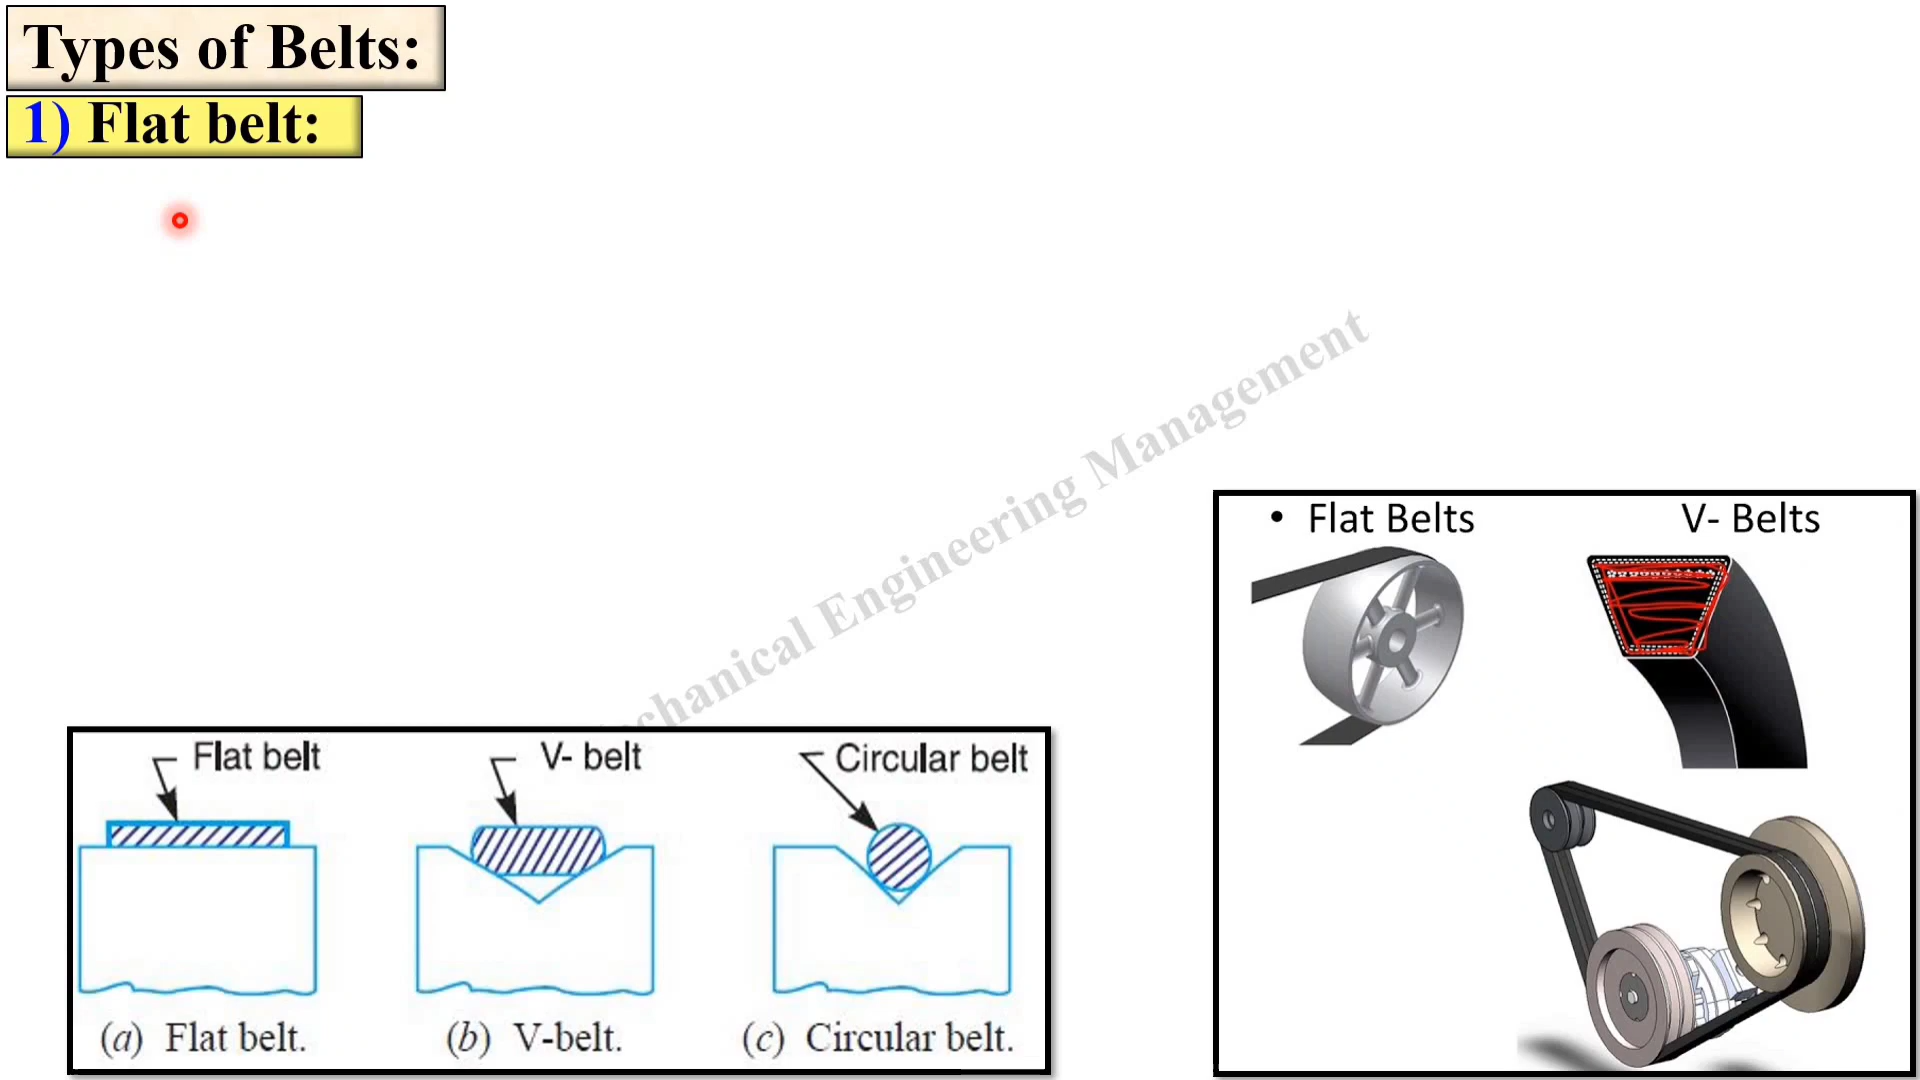 Types of Belts:
1) Flat belt:
chanical Engineering Management
• Flat Belts V- Belts
Flat belt V- belt Circular belt
(a) Flat belt. (b) V-belt. (c) Circular belt.